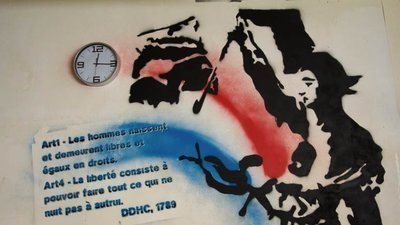 Art1 - Les hommes naissent
et demeurent libres et
égaux en droits.
Art4 - La liberté consiste à
pouvoir faire tout ce qui ne
nuit pas à autrui.
DDHC, 1789